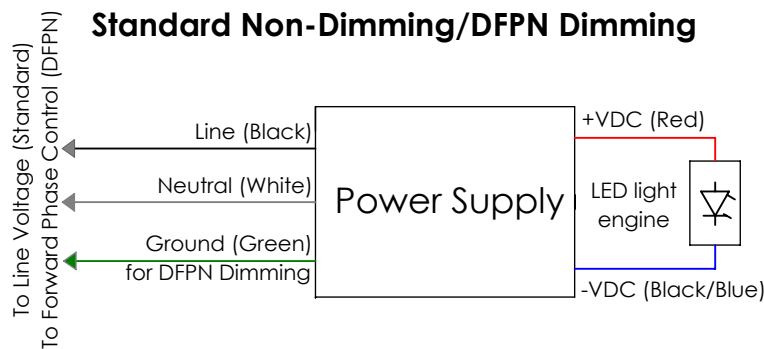 Standard Non-Dimming/DFPN Dimming
To Line Voltage (Standard)
To Forward Phase Control (DFPN)
Line (Black)
Neutral (White)
Ground (Green)
for DFPN Dimming
Power Supply
+VDC (Red)
LED light
engine
-VDC (Black/Blue)